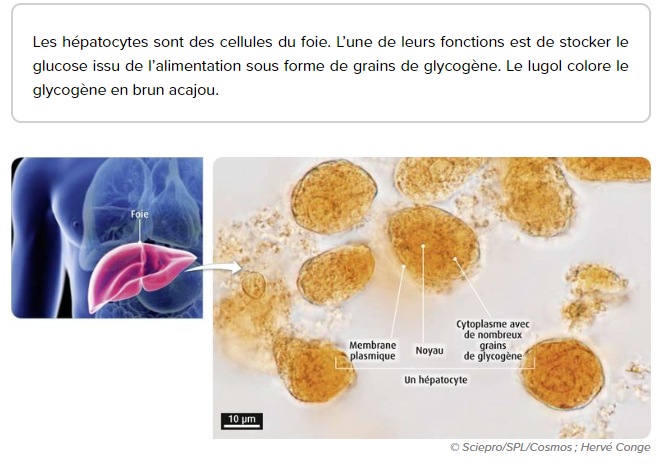 Les hépatocytes sont des cellules du foie. L’une de leurs fonctions est de stocker le
glucose issu de l’alimentation sous forme de grains de glycogène. Le lugol colore le
glycogène en brun acajou.
Foie
Membrane
plasmique
Noyau
Cytoplasme avec
de nombreux
grains
de glycogène
Un hépatocyte
10 µm
© Sciepro/SPL/Cosmos ; Hervé Conge